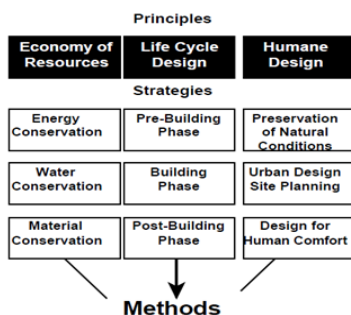 Principles
Economy of
Resources
Life Cycle
Design
Humane
Design
Strategies
Energy
Conservation
Pre-Building
Phase
Preservation
of Natural
Conditions
Water
Conservation
Building
Phase
Urban Design
Site Planning
Material
Conservation
Post-Building
Phase
Design for
Human Comfort
Methods